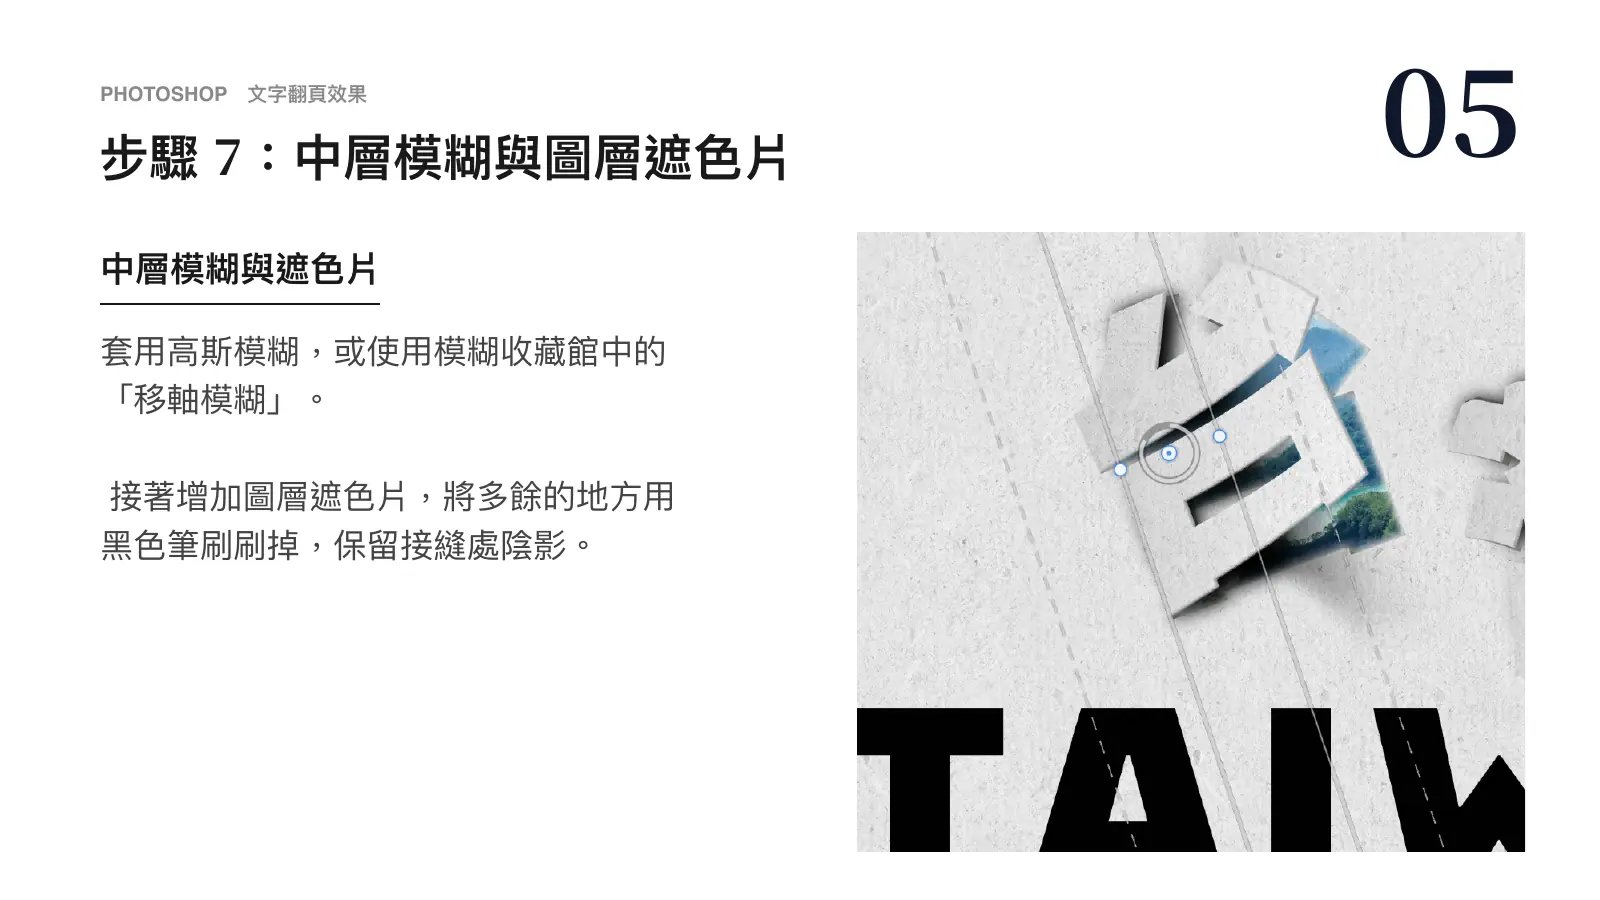 PHOTOSHOP 文字翻頁效果
05
步驟 7：中層模糊與圖層遮色片
中層模糊與遮色片
套用高斯模糊，或使用模糊收藏館中的
「移軸模糊」。
接著增加圖層遮色片，將多餘的地方用
黑色筆刷刷掉，保留接縫處陰影。
台
TAIW